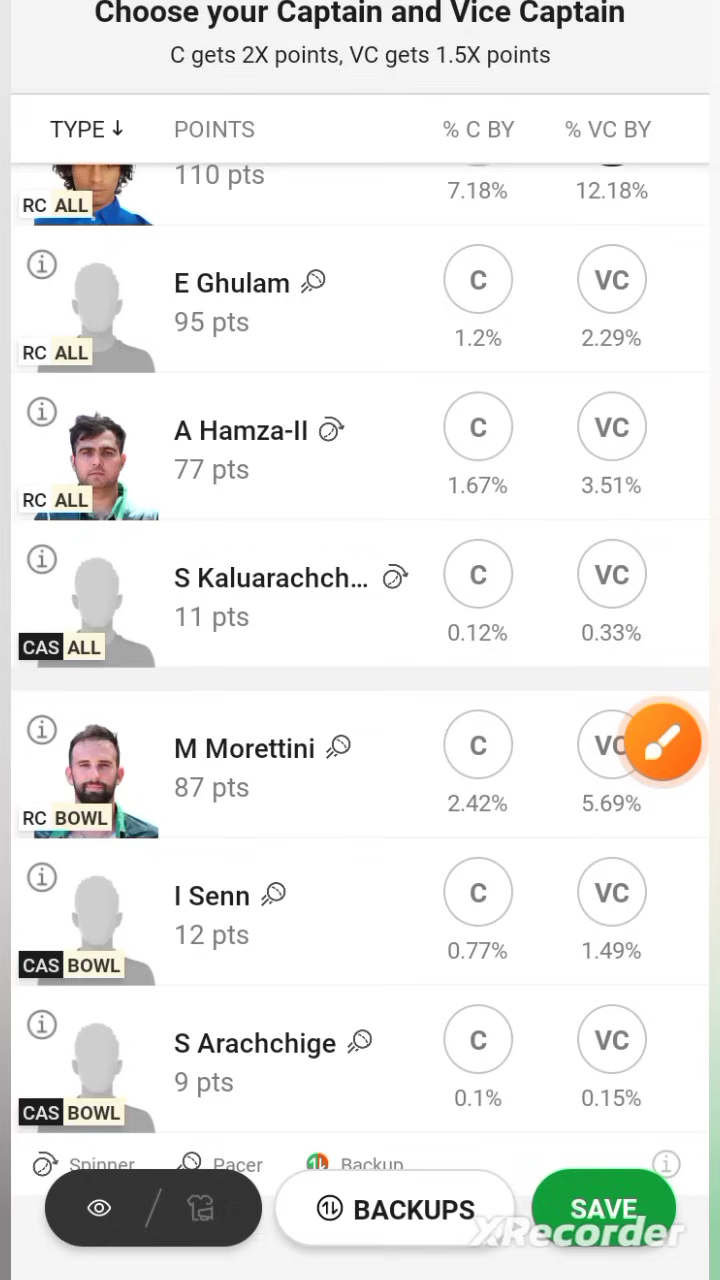 Choose your Captain and Vice Captain
C gets 2X points, VC gets 1.5X points
TYPE↓ POINTS % C BY % VC BY
110 pts
RC ALL 7.18% 12.18%
E Ghulam C VC
95 pts
RC ALL 1.2% 2.29%
A Hamza-II C VC
77 pts
RC ALL 1.67% 3.51%
S Kaluarachch... C VC
11 pts
CAS ALL 0.12% 0.33%
M Morettini C VC
87 pts
RC BOWL 2.42% 5.69%
I Senn C VC
12 pts
CAS BOWL 0.77% 1.49%
S Arachchige C VC
9 pts
CAS BOWL 0.1% 0.15%
Spinner Pacer Backup
BACKUPS SAVE
XRecorder